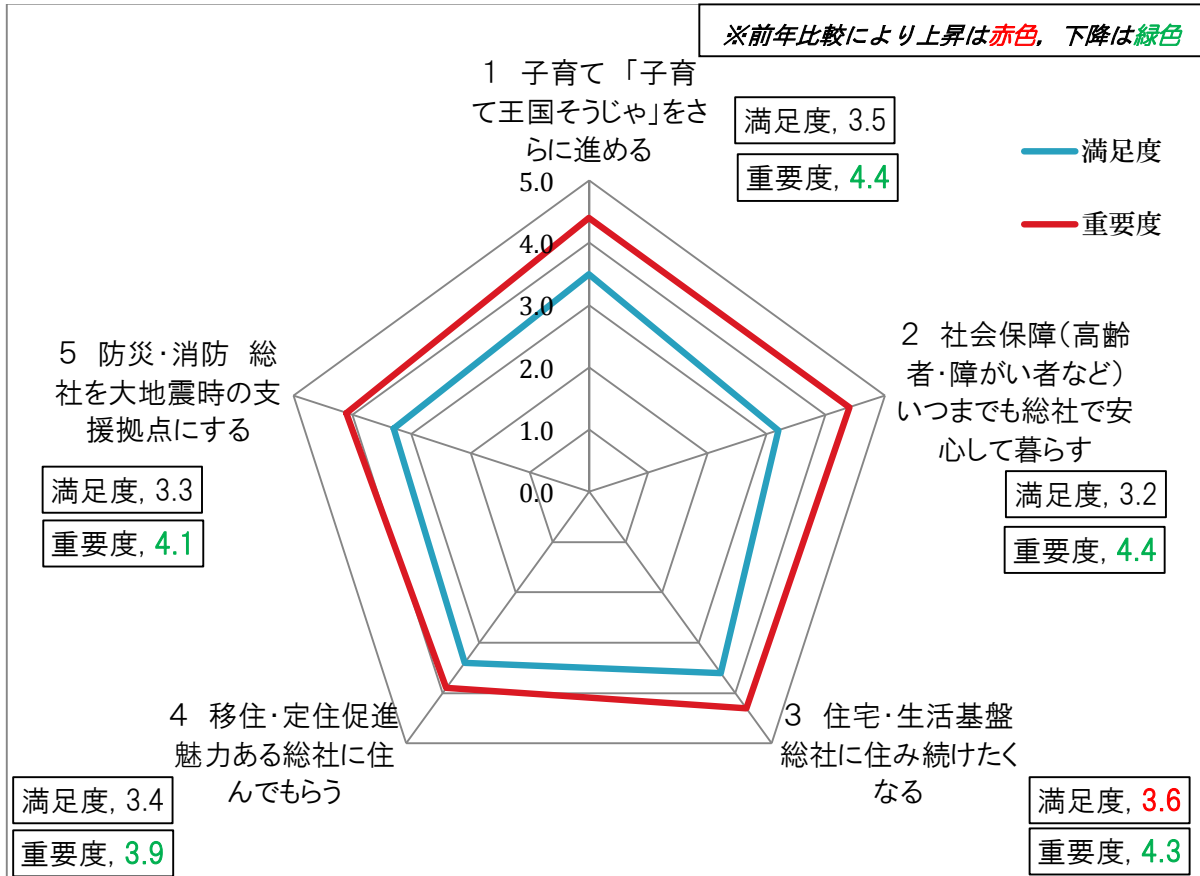 ※前年比較により上昇は赤色，下降は緑色
1　子育て　「子育
て王国そうじゃ」をさ
らに進める
満足度, 3.5
重要度, 4.4
満足度
重要度
5.0
4.0
3.0
2.0
1.0
0.0
2　社会保障（高齢
者・障がい者など）
いつまでも総社で安
心して暮らす
満足度, 3.2
重要度, 4.4
5　防災・消防　総
社を大地震時の支
援拠点にする
満足度, 3.3
重要度, 4.1
4　移住・定住促進
魅力ある総社に住
んでもらう
満足度, 3.4
重要度, 3.9
3　住宅・生活基盤
総社に住み続けたく
なる
満足度, 3.6
重要度, 4.3